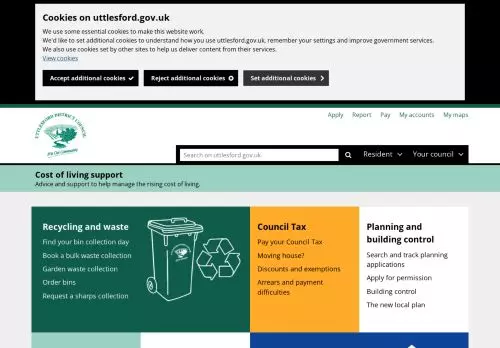 Cookies on uttlesford.gov.uk
We use some essential cookies to make this website work.
We'd like to set additional cookies to understand how you use uttlesford.gov.uk, remember your settings and improve government services.
We also use cookies set by other sites to help us deliver content from their services.
View cookies
Accept additional cookies
Reject additional cookies
Set additional cookies
Apply
Report
Pay
My accounts
My maps
UTTLESFORD DISTRICT COUNCIL
Search on uttlesford.gov.uk
Resident
Your council
Cost of living support
Advice and support to help manage the rising cost of living.
Recycling and waste
Find your bin collection day
Book a bulk waste collection
Garden waste collection
Order bins
Request a sharps collection
Council Tax
Pay your Council Tax
Moving house?
Discounts and exemptions
Arrears and payment
difficulties
Planning and
building control
Search and track planning
applications
Apply for permission
Building control
The new local plan